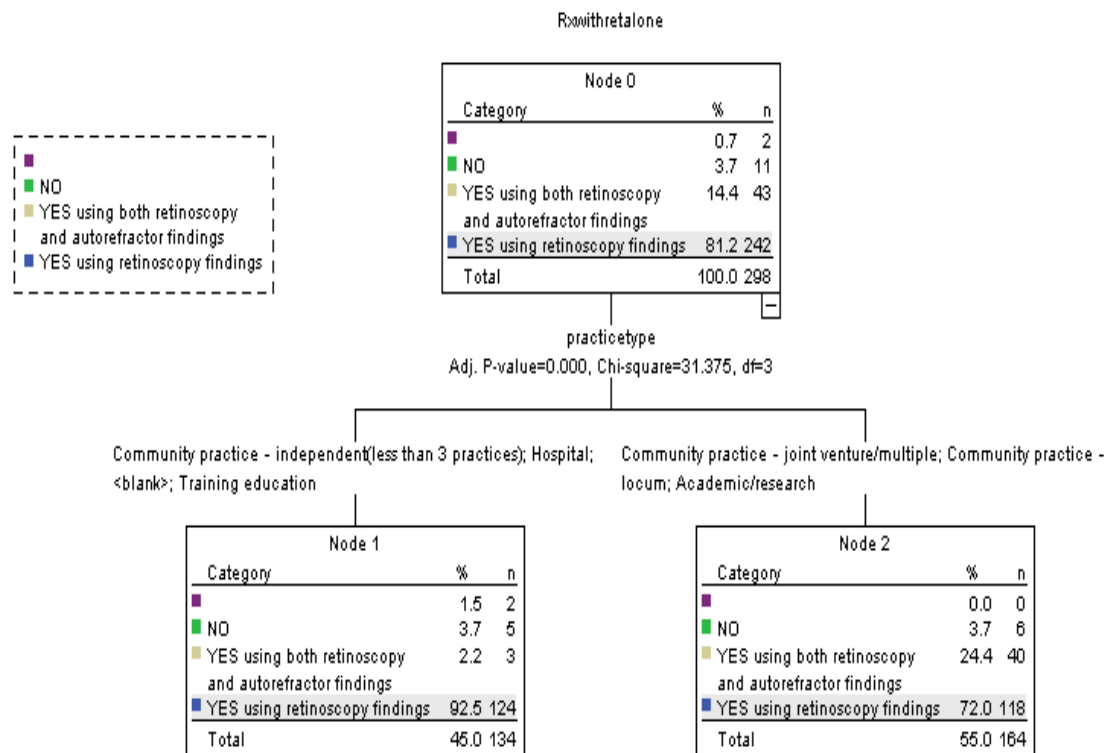 Rxwithretalone
NO
YES using both retinoscopy
and autorefractor findings
YES using retinoscopy findings
Node 0
Category % n
0.7 2
NO 3.7 11
YES using both retinoscopy 14.4 43
and autorefractor findings
YES using retinoscopy findings 81.2 242
Total 100.0 298
practicetype
Adj. P-value=0.000, Chi-square=31.375, df=3
Community practice - independent(less than 3 practices); Hospital;
<blank>; Training education
Community practice - joint venture/multiple; Community practice -
locum; Academic/research
Node 1
Category % n
1.5 2
NO 3.7 5
YES using both retinoscopy 2.2 3
and autorefractor findings
YES using retinoscopy findings 92.5 124
Total 45.0 134
Node 2
Category % n
0.0 0
NO 3.7 6
YES using both retinoscopy 24.4 40
and autorefractor findings
YES using retinoscopy findings 72.0 118
Total 55.0 164